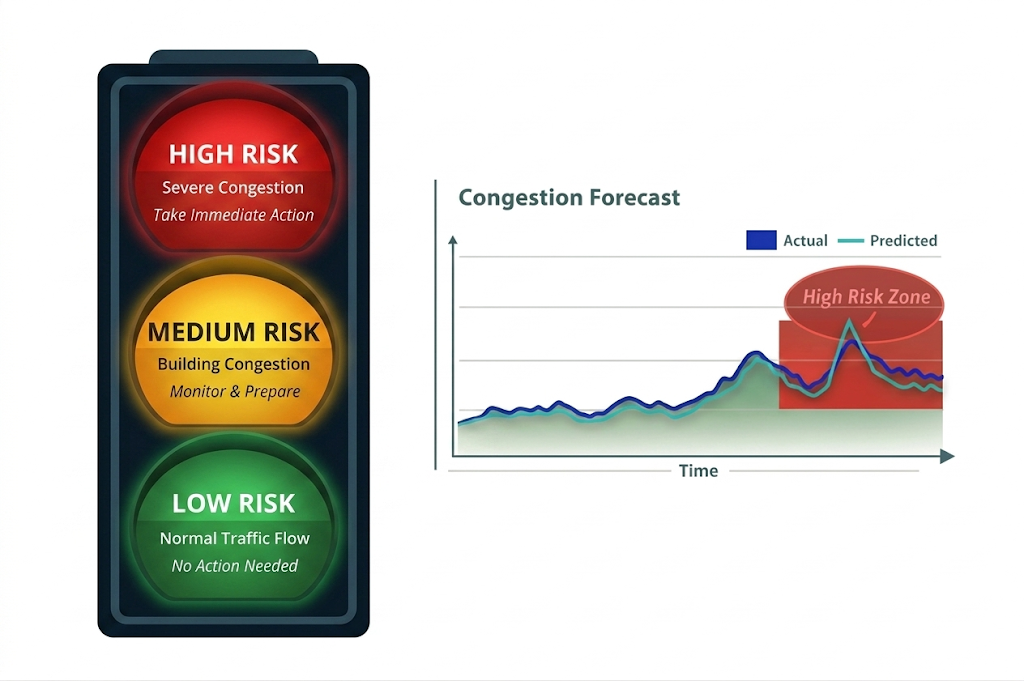 HIGH RISK
Severe Congestion
Take Immediate Action
MEDIUM RISK
Building Congestion
Monitor & Prepare
LOW RISK
Normal Traffic Flow
No Action Needed
Congestion Forecast
Actual
Predicted
High Risk Zone
Time